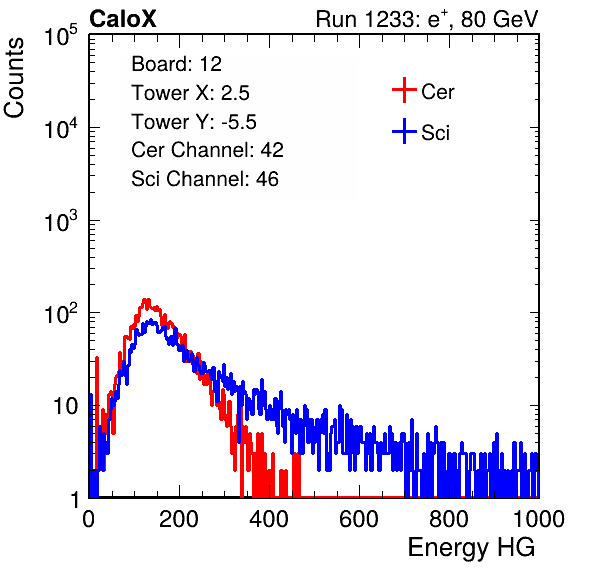 CaloX Run 1233: e⁺, 80 GeV
Counts
Board: 12
Tower X: 2.5
Tower Y: -5.5
Cer Channel: 42
Sci Channel: 46
Cer
Sci
10⁵
10⁴
10³
10²
10
1
0 200 400 600 800 1000
Energy HG